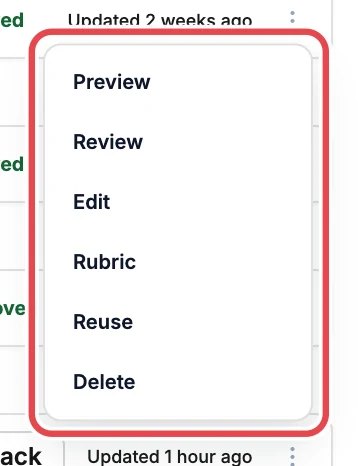 Updated 2 weeks ago
Preview
Review
Edit
Rubric
Reuse
Delete
Updated 1 hour ago